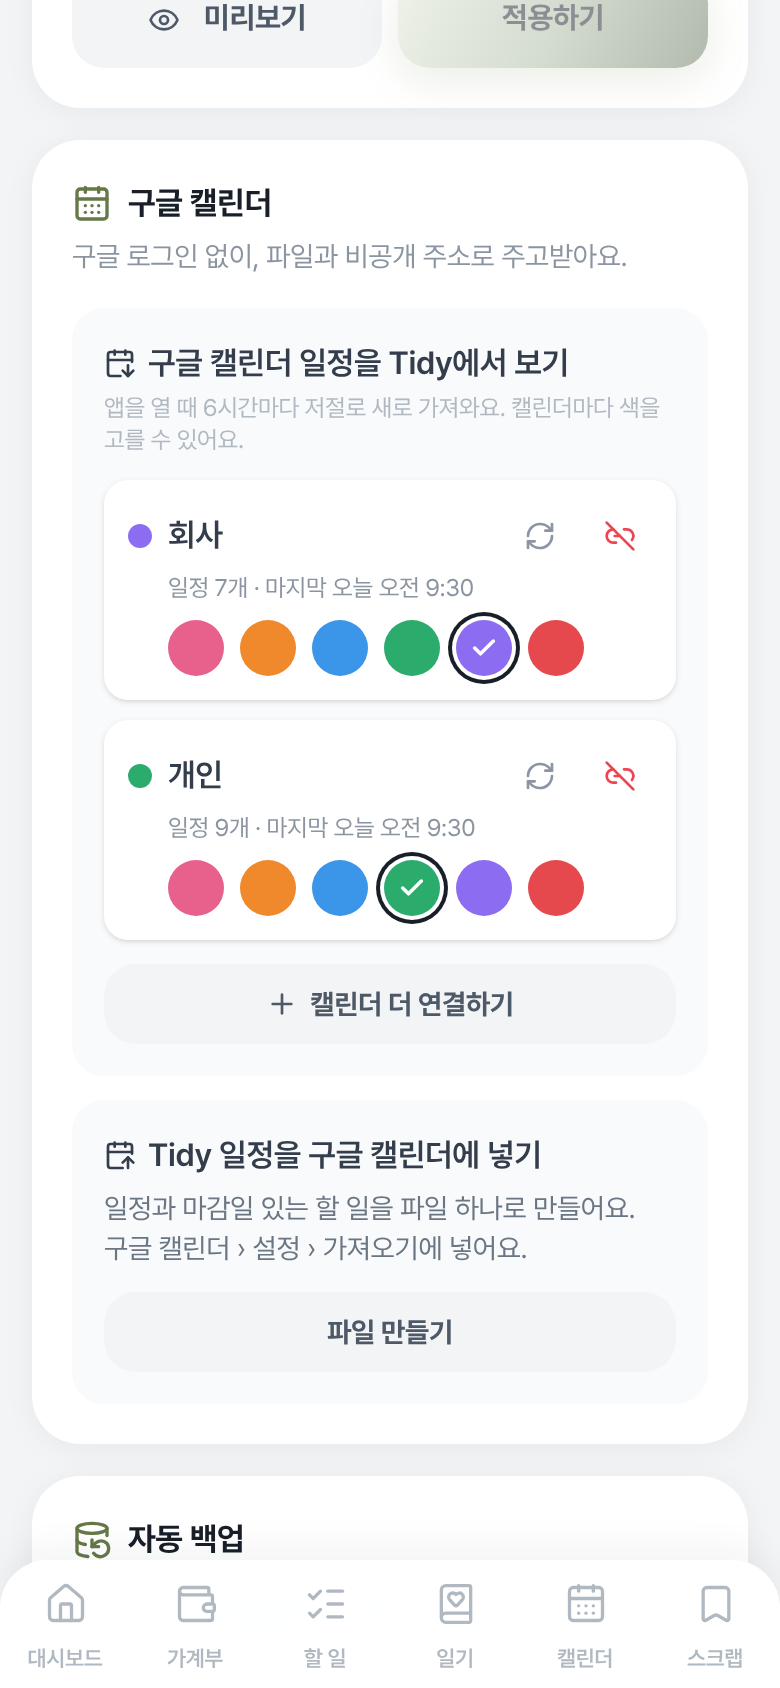 미리보기
적용하기
구글 캘린더
구글 로그인 없이, 파일과 비공개 주소로 주고받아요.
구글 캘린더 일정을 Tidy에서 보기
앱을 열 때 6시간마다 저절로 새로 가져와요. 캘린더마다 색을
고를 수 있어요.
회사
일정 7개 · 마지막 오늘 오전 9:30
개인
일정 9개 · 마지막 오늘 오전 9:30
캘린더 더 연결하기
Tidy 일정을 구글 캘린더에 넣기
일정과 마감일 있는 할 일을 파일 하나로 만들어요.
구글 캘린더 › 설정 › 가져오기에 넣어요.
파일 만들기
자동 백업
대시보드
가계부
할 일
일기
캘린더
스크랩